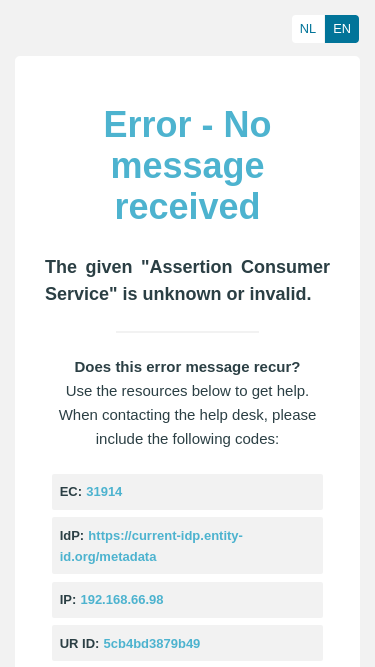 NL EN
Error - No
message
received
The given "Assertion Consumer
Service" is unknown or invalid.
Does this error message recur?
Use the resources below to get help.
When contacting the help desk, please
include the following codes:
EC: 31914
IdP: https://current-idp.entity-
id.org/metadata
IP: 192.168.66.98
UR ID: 5cb4bd3879b49